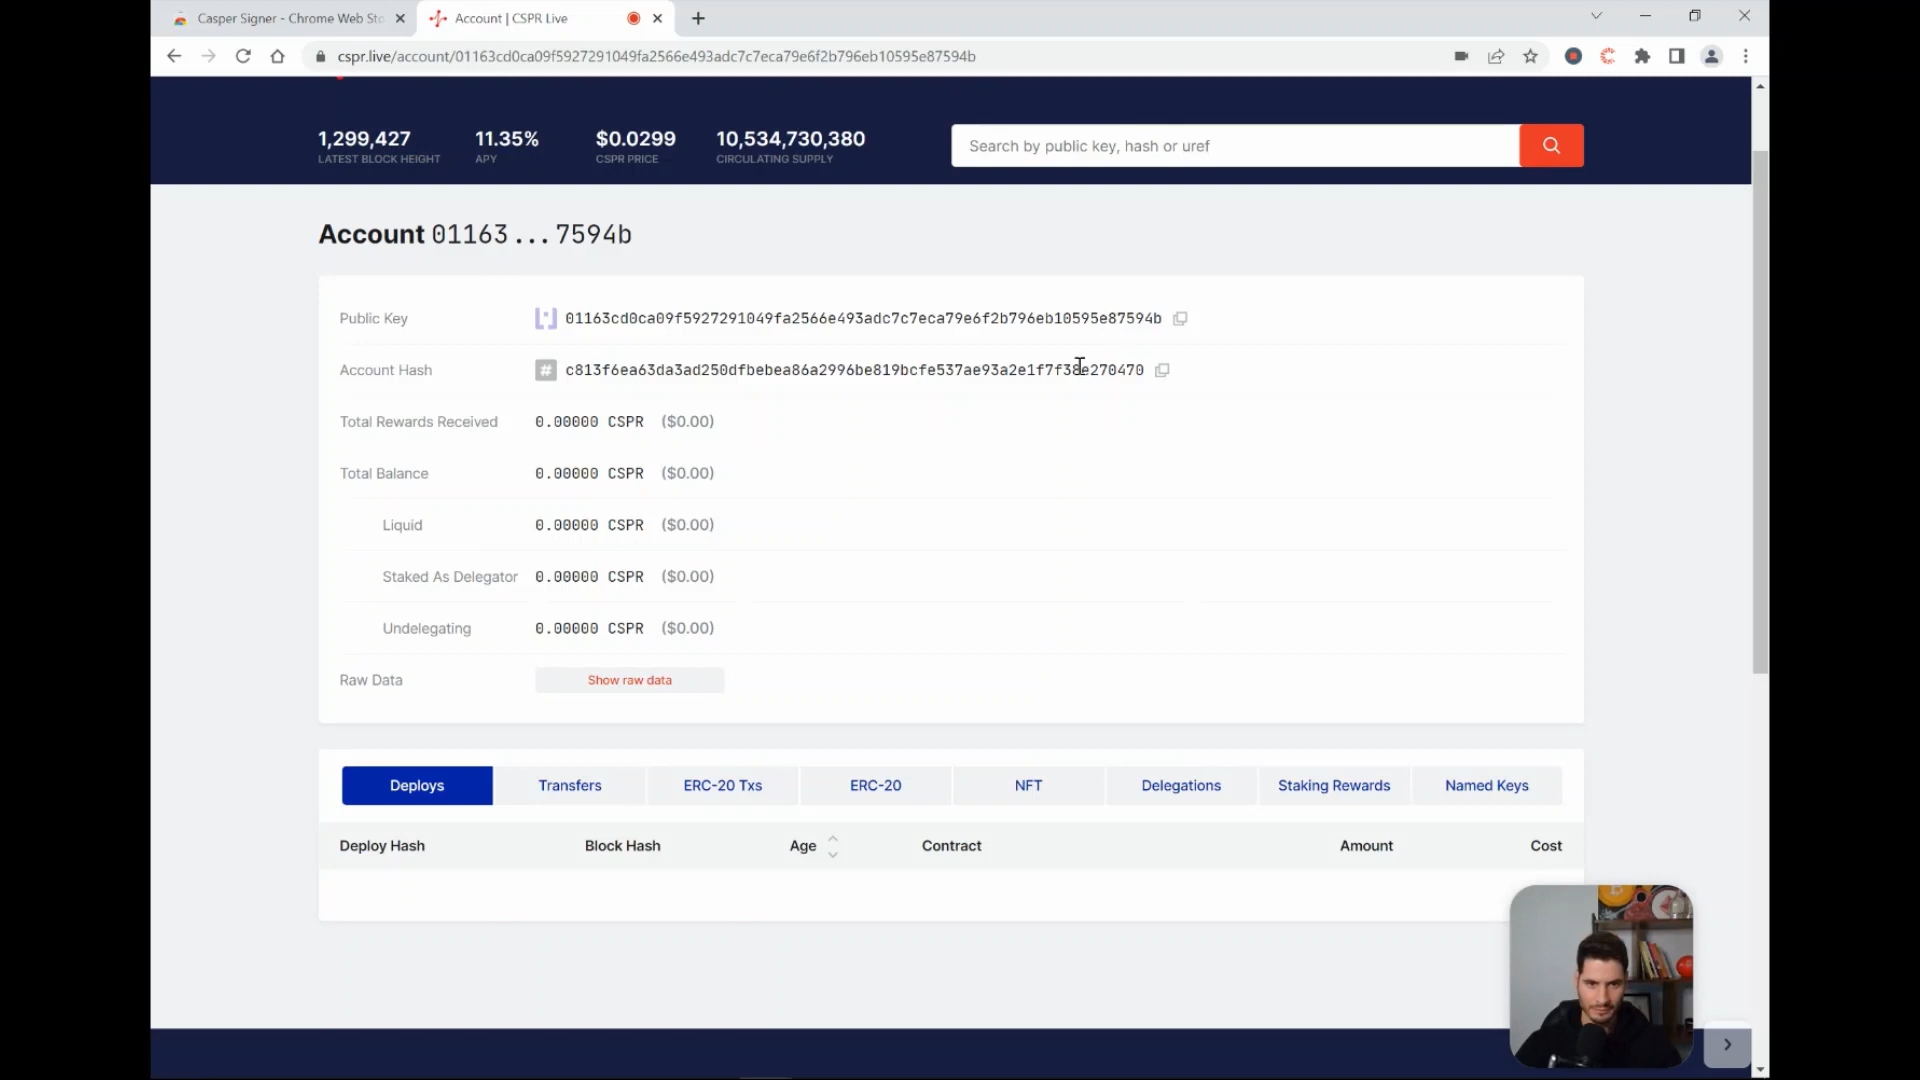 Casper Signer - Chrome Web Sto
Account | CSPR Live
cspr.live/account/01163cd0ca09f5927291049fa2566e493adc7c7eca79e6f2b796eb10595e87594b
1,299,427
LATEST BLOCK HEIGHT
11.35%
APY
$0.0299
CSPR PRICE
10,534,730,380
CIRCULATING SUPPLY
Search by public key, hash or uref
Account 01163...7594b
Public Key 01163cd0ca09f5927291049fa2566e493adc7c7eca79e6f2b796eb10595e87594b
Account Hash # c813f6ea63da3ad250dfbebea86a2996be819bcfe537ae93a2e1f7f38e270470
Total Rewards Received 0.00000 CSPR ($0.00)
Total Balance 0.00000 CSPR ($0.00)
Liquid 0.00000 CSPR ($0.00)
Staked As Delegator 0.00000 CSPR ($0.00)
Undelegating 0.00000 CSPR ($0.00)
Raw Data Show raw data
Deploys Transfers ERC-20 Txs ERC-20 NFT Delegations Staking Rewards Named Keys
Deploy Hash Block Hash Age Contract Amount Cost